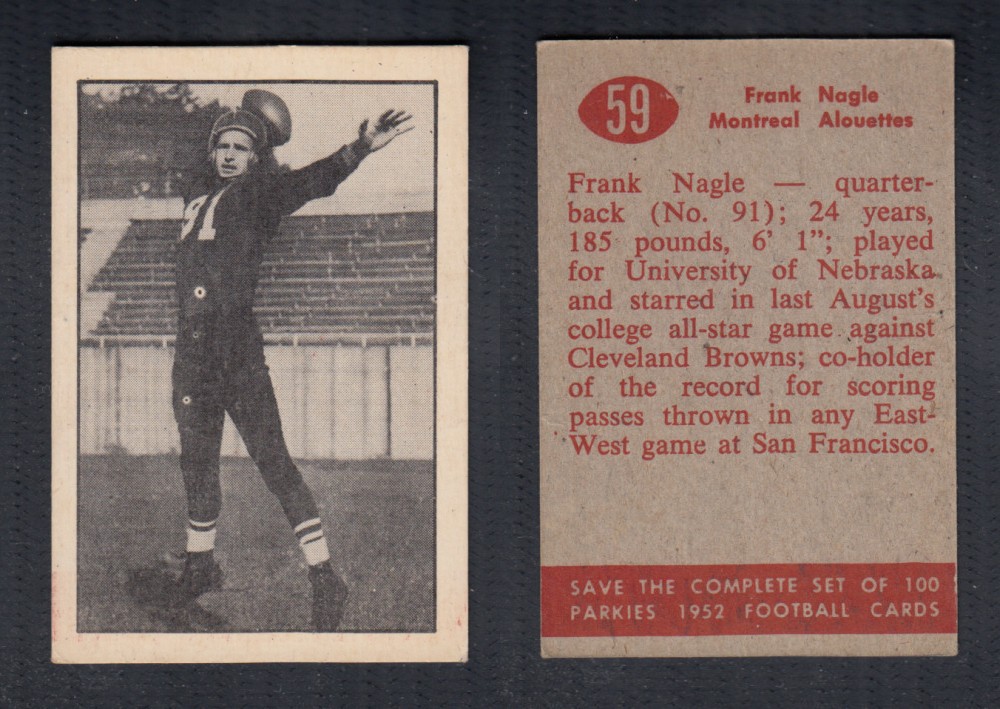 91
59
Frank Nagle
Montreal Alouettes
Frank Nagle — quarter-
back (No. 91); 24 years,
185 pounds, 6' 1”; played
for University of Nebraska
and starred in last August's
college all-star game against
Cleveland Browns; co-holder
of the record for scoring
passes thrown in any East-
West game at San Francisco.
SAVE THE COMPLETE SET OF 100
PARKIES 1952 FOOTBALL CARDS